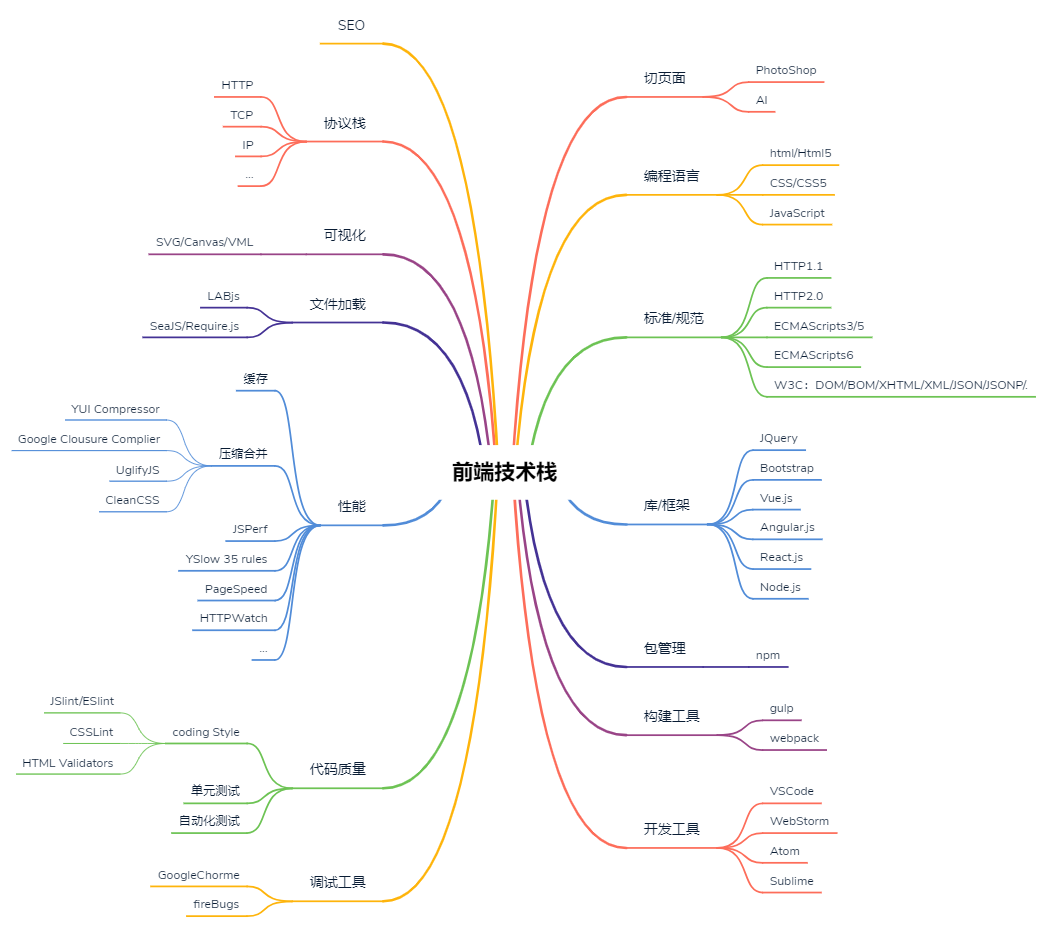 前端技术栈
切页面
PhotoShop
AI
编程语言
html/Html5
CSS/CSS5
JavaScript
标准/规范
HTTP1.1
HTTP2.0
ECMAScripts3/5
ECMAScripts6
W3C：DOM/BOM/XHTML/XML/JSON/JSONP/.
库/框架
JQuery
Bootstrap
Vue.js
Angular.js
React.js
Node.js
包管理
npm
构建工具
gulp
webpack
开发工具
VSCode
WebStorm
Atom
Sublime
SEO
协议栈
HTTP
TCP
IP
...
可视化
SVG/Canvas/VML
文件加载
LABjs
SeaJS/Require.js
性能
缓存
压缩合并
YUI Compressor
Google Clousure Complier
UglifyJS
CleanCSS
JSPerf
YSlow 35 rules
PageSpeed
HTTPWatch
...
代码质量
coding Style
JSlint/ESlint
CSSLint
HTML Validators
单元测试
自动化测试
调试工具
GoogleChorme
fireBugs